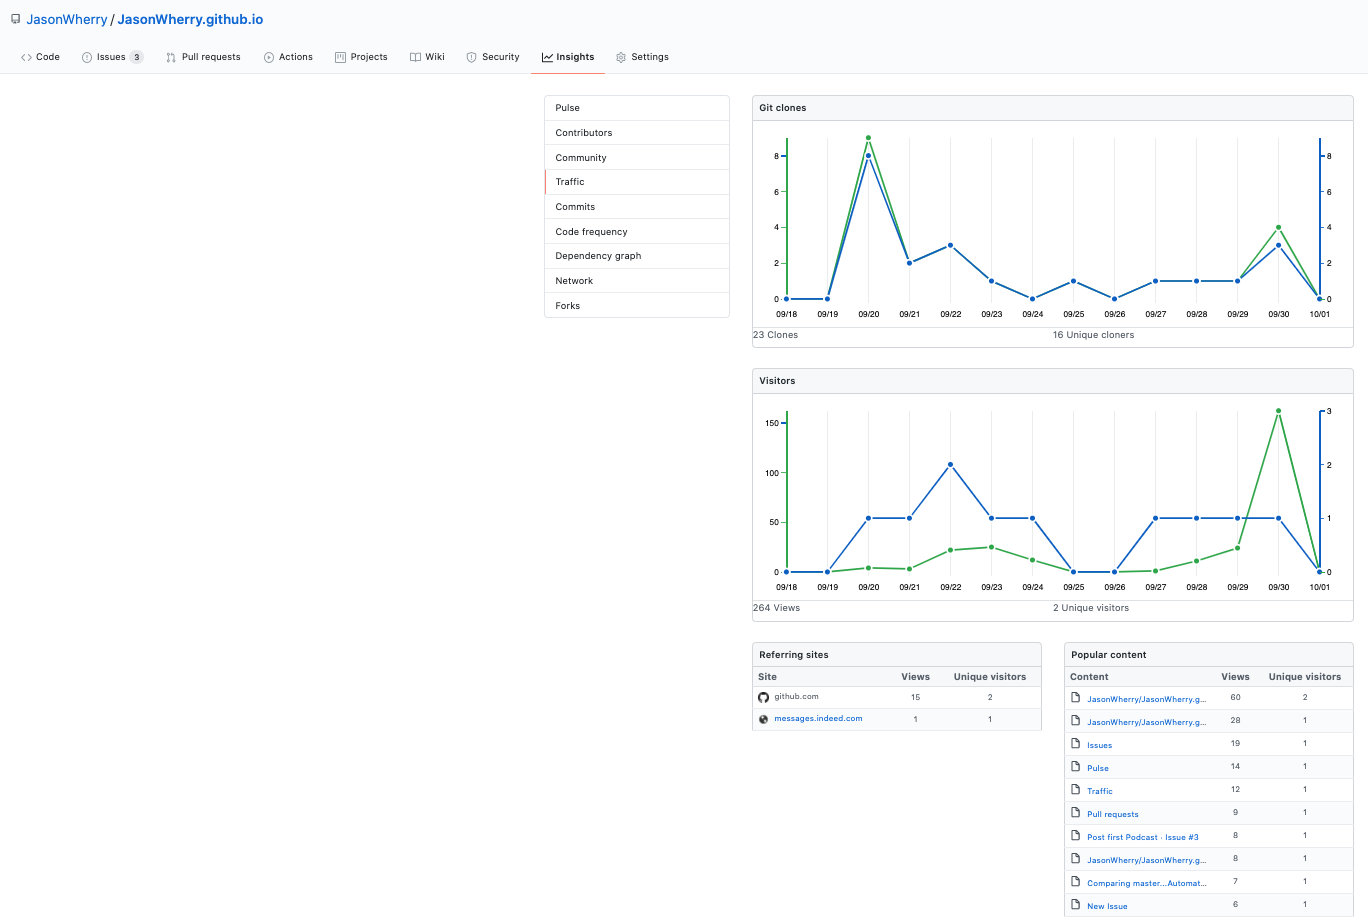 JasonWherry / JasonWherry.github.io
Code Issues 3 Pull requests Actions Projects Wiki Security Insights Settings
Pulse
Contributors
Community
Traffic
Commits
Code frequency
Dependency graph
Network
Forks
Git clones
8 8
6 6
4 4
2 2
0 0
09/18 09/19 09/20 09/21 09/22 09/23 09/24 09/25 09/26 09/27 09/28 09/29 09/30 10/01
23 Clones 16 Unique cloners
Visitors
3
150
2
100
50 1
0 0
09/18 09/19 09/20 09/21 09/22 09/23 09/24 09/25 09/26 09/27 09/28 09/29 09/30 10/01
264 Views 2 Unique visitors
Referring sites
Site Views Unique visitors
github.com 15 2
messages.indeed.com 1 1
Popular content
Content Views Unique visitors
JasonWherry/JasonWherry.g... 60 2
JasonWherry/JasonWherry.g... 28 1
Issues 19 1
Pulse 14 1
Traffic 12 1
Pull requests 9 1
Post first Podcast · Issue #3 8 1
JasonWherry/JasonWherry.g... 8 1
Comparing master...Automat... 7 1
New Issue 6 1